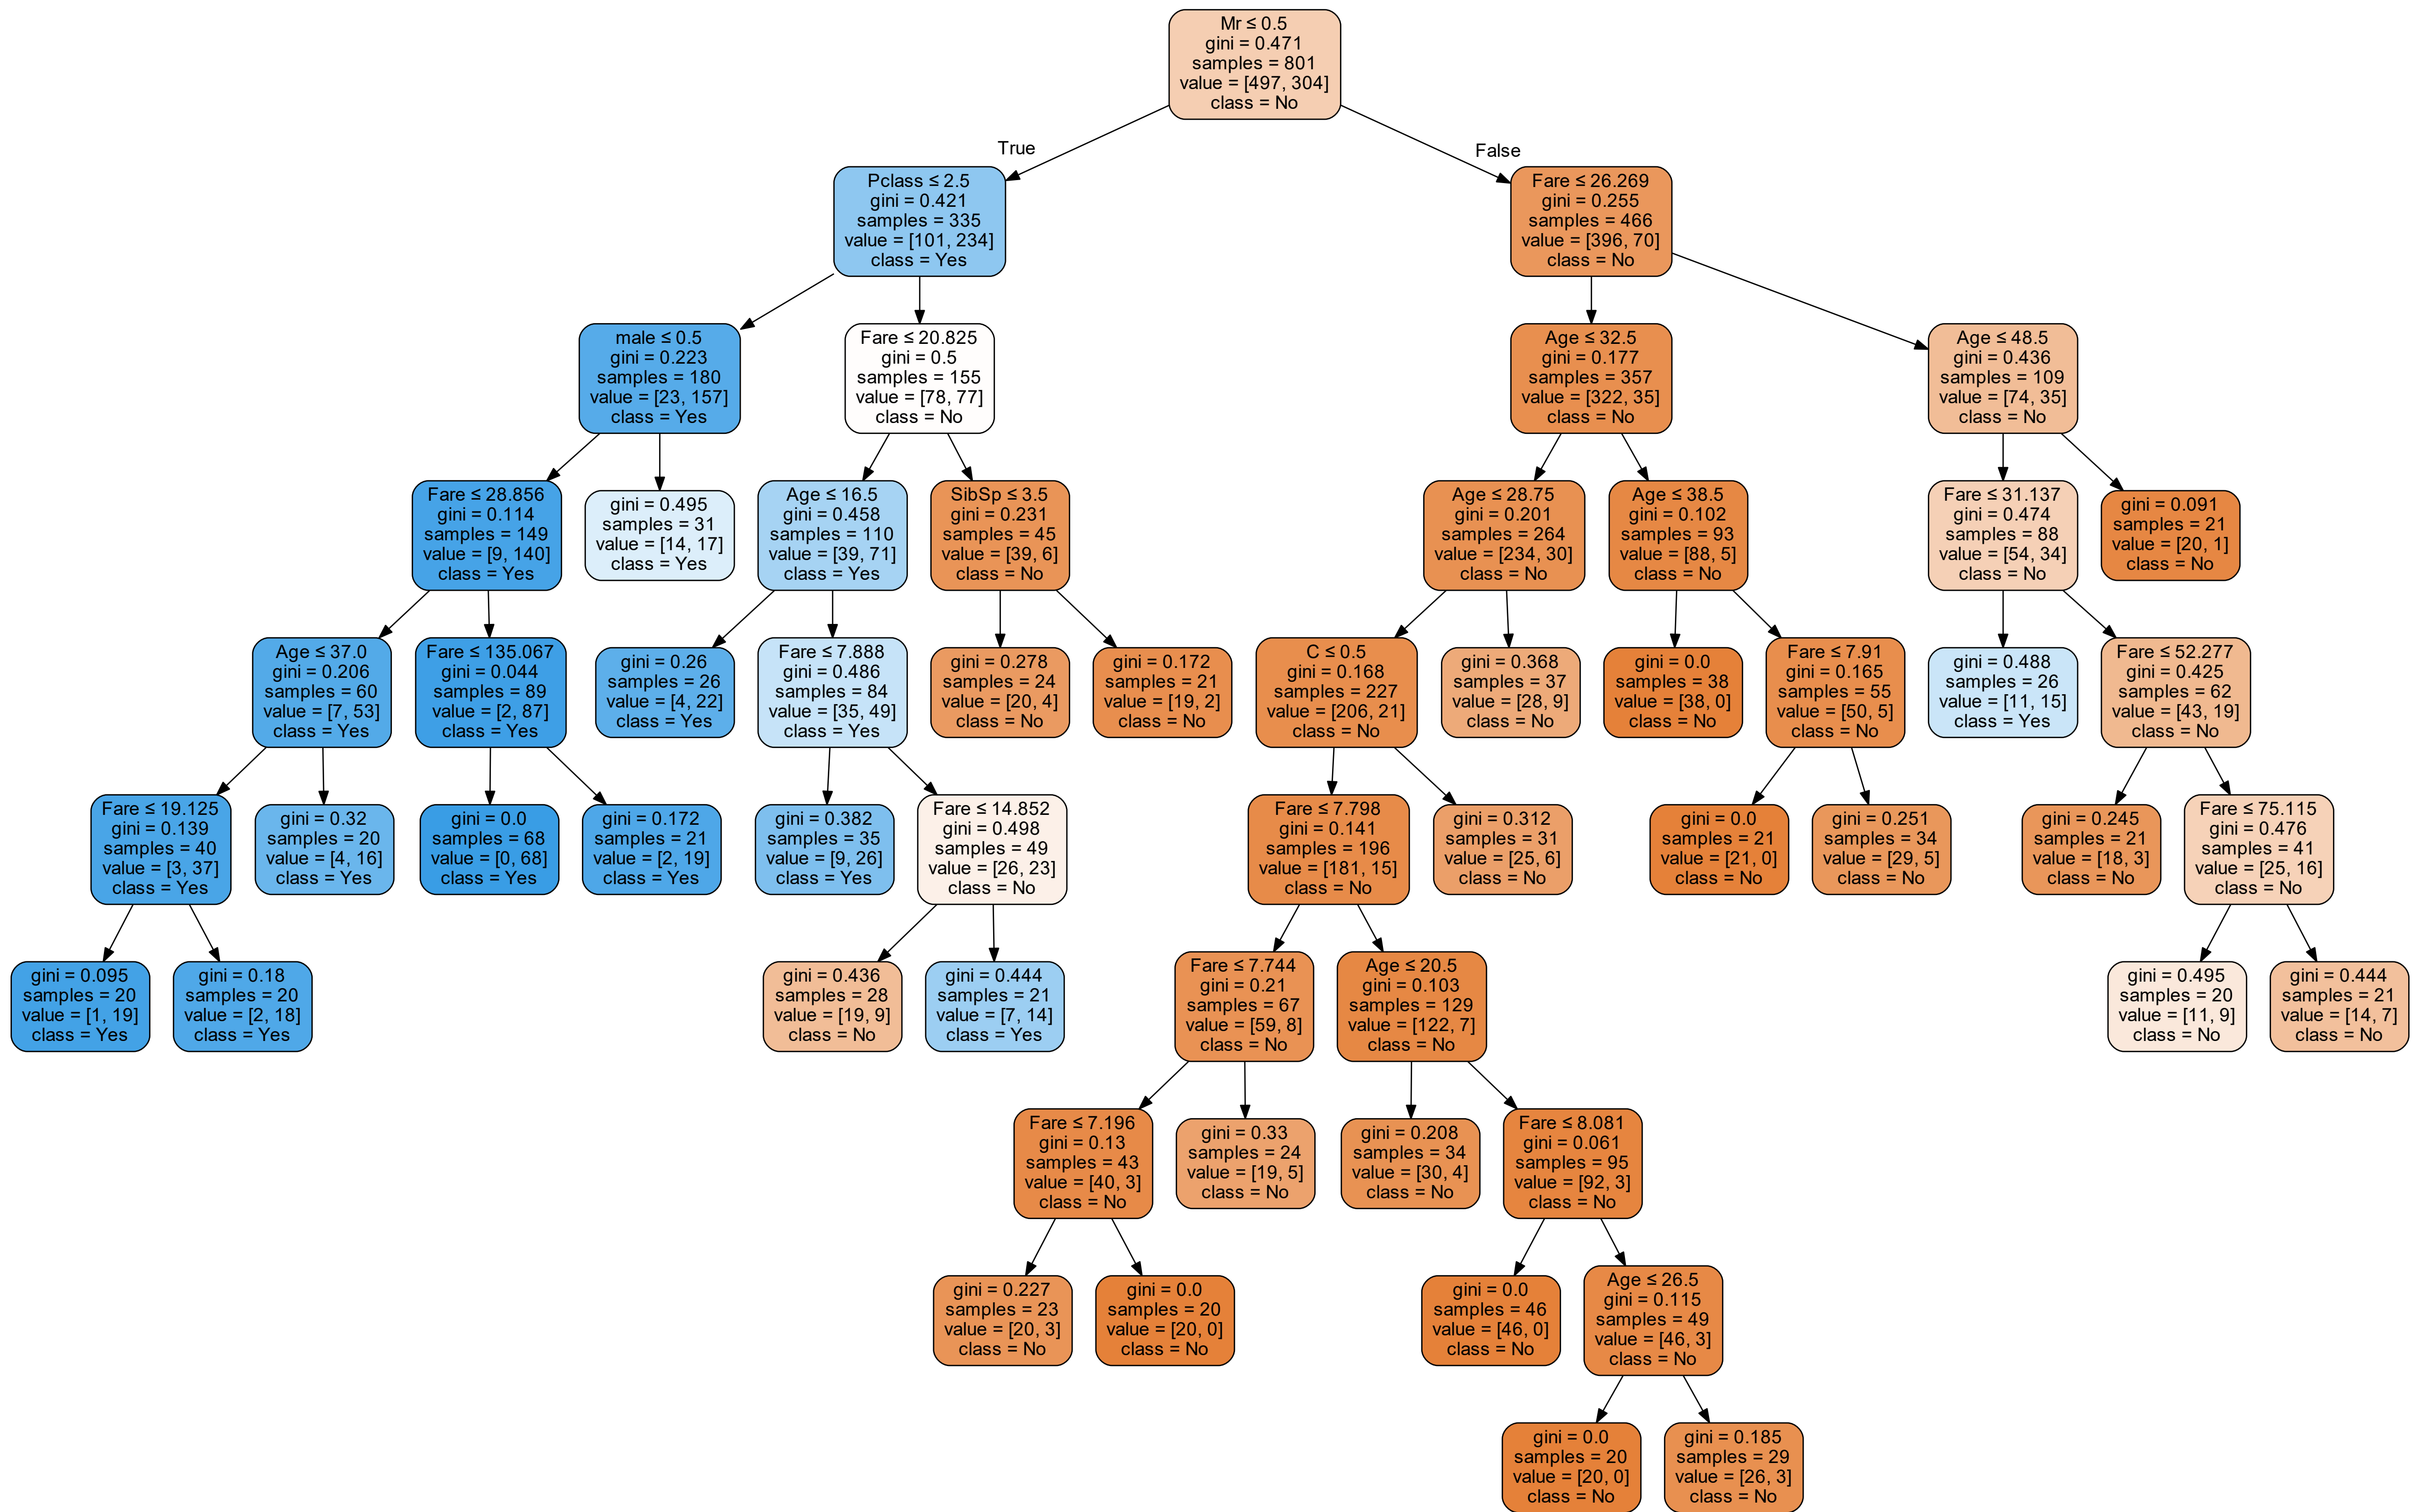 Mr ≤ 0.5
gini = 0.471
samples = 801
value = [497, 304]
class = No
True
False
Pclass ≤ 2.5
gini = 0.421
samples = 335
value = [101, 234]
class = Yes
Fare ≤ 26.269
gini = 0.255
samples = 466
value = [396, 70]
class = No
male ≤ 0.5
gini = 0.223
samples = 180
value = [23, 157]
class = Yes
Fare ≤ 20.825
gini = 0.5
samples = 155
value = [78, 77]
class = No
Age ≤ 32.5
gini = 0.177
samples = 357
value = [322, 35]
class = No
Age ≤ 48.5
gini = 0.436
samples = 109
value = [74, 35]
class = No
Fare ≤ 28.856
gini = 0.114
samples = 149
value = [9, 140]
class = Yes
gini = 0.495
samples = 31
value = [14, 17]
class = Yes
Age ≤ 16.5
gini = 0.458
samples = 110
value = [39, 71]
class = Yes
SibSp ≤ 3.5
gini = 0.231
samples = 45
value = [39, 6]
class = No
Age ≤ 28.75
gini = 0.201
samples = 264
value = [234, 30]
class = No
Age ≤ 38.5
gini = 0.102
samples = 93
value = [88, 5]
class = No
Fare ≤ 31.137
gini = 0.474
samples = 88
value = [54, 34]
class = No
gini = 0.091
samples = 21
value = [20, 1]
class = No
Age ≤ 37.0
gini = 0.206
samples = 60
value = [7, 53]
class = Yes
Fare ≤ 135.067
gini = 0.044
samples = 89
value = [2, 87]
class = Yes
gini = 0.26
samples = 26
value = [4, 22]
class = Yes
Fare ≤ 7.888
gini = 0.486
samples = 84
value = [35, 49]
class = Yes
gini = 0.278
samples = 24
value = [20, 4]
class = No
gini = 0.172
samples = 21
value = [19, 2]
class = No
C ≤ 0.5
gini = 0.168
samples = 227
value = [206, 21]
class = No
gini = 0.368
samples = 37
value = [28, 9]
class = No
gini = 0.0
samples = 38
value = [38, 0]
class = No
Fare ≤ 7.91
gini = 0.165
samples = 55
value = [50, 5]
class = No
gini = 0.488
samples = 26
value = [11, 15]
class = Yes
Fare ≤ 52.277
gini = 0.425
samples = 62
value = [43, 19]
class = No
Fare ≤ 19.125
gini = 0.139
samples = 40
value = [3, 37]
class = Yes
gini = 0.32
samples = 20
value = [4, 16]
class = Yes
gini = 0.0
samples = 68
value = [0, 68]
class = Yes
gini = 0.172
samples = 21
value = [2, 19]
class = Yes
gini = 0.382
samples = 35
value = [9, 26]
class = Yes
Fare ≤ 14.852
gini = 0.498
samples = 49
value = [26, 23]
class = No
Fare ≤ 7.798
gini = 0.141
samples = 196
value = [181, 15]
class = No
gini = 0.312
samples = 31
value = [25, 6]
class = No
gini = 0.0
samples = 21
value = [21, 0]
class = No
gini = 0.251
samples = 34
value = [29, 5]
class = No
gini = 0.245
samples = 21
value = [18, 3]
class = No
Fare ≤ 75.115
gini = 0.476
samples = 41
value = [25, 16]
class = No
gini = 0.095
samples = 20
value = [1, 19]
class = Yes
gini = 0.18
samples = 20
value = [2, 18]
class = Yes
gini = 0.436
samples = 28
value = [19, 9]
class = No
gini = 0.444
samples = 21
value = [7, 14]
class = Yes
Fare ≤ 7.744
gini = 0.21
samples = 67
value = [59, 8]
class = No
Age ≤ 20.5
gini = 0.103
samples = 129
value = [122, 7]
class = No
gini = 0.495
samples = 20
value = [11, 9]
class = No
gini = 0.444
samples = 21
value = [14, 7]
class = No
Fare ≤ 7.196
gini = 0.13
samples = 43
value = [40, 3]
class = No
gini = 0.33
samples = 24
value = [19, 5]
class = No
gini = 0.208
samples = 34
value = [30, 4]
class = No
Fare ≤ 8.081
gini = 0.061
samples = 95
value = [92, 3]
class = No
gini = 0.227
samples = 23
value = [20, 3]
class = No
gini = 0.0
samples = 20
value = [20, 0]
class = No
gini = 0.0
samples = 46
value = [46, 0]
class = No
Age ≤ 26.5
gini = 0.115
samples = 49
value = [46, 3]
class = No
gini = 0.0
samples = 20
value = [20, 0]
class = No
gini = 0.185
samples = 29
value = [26, 3]
class = No